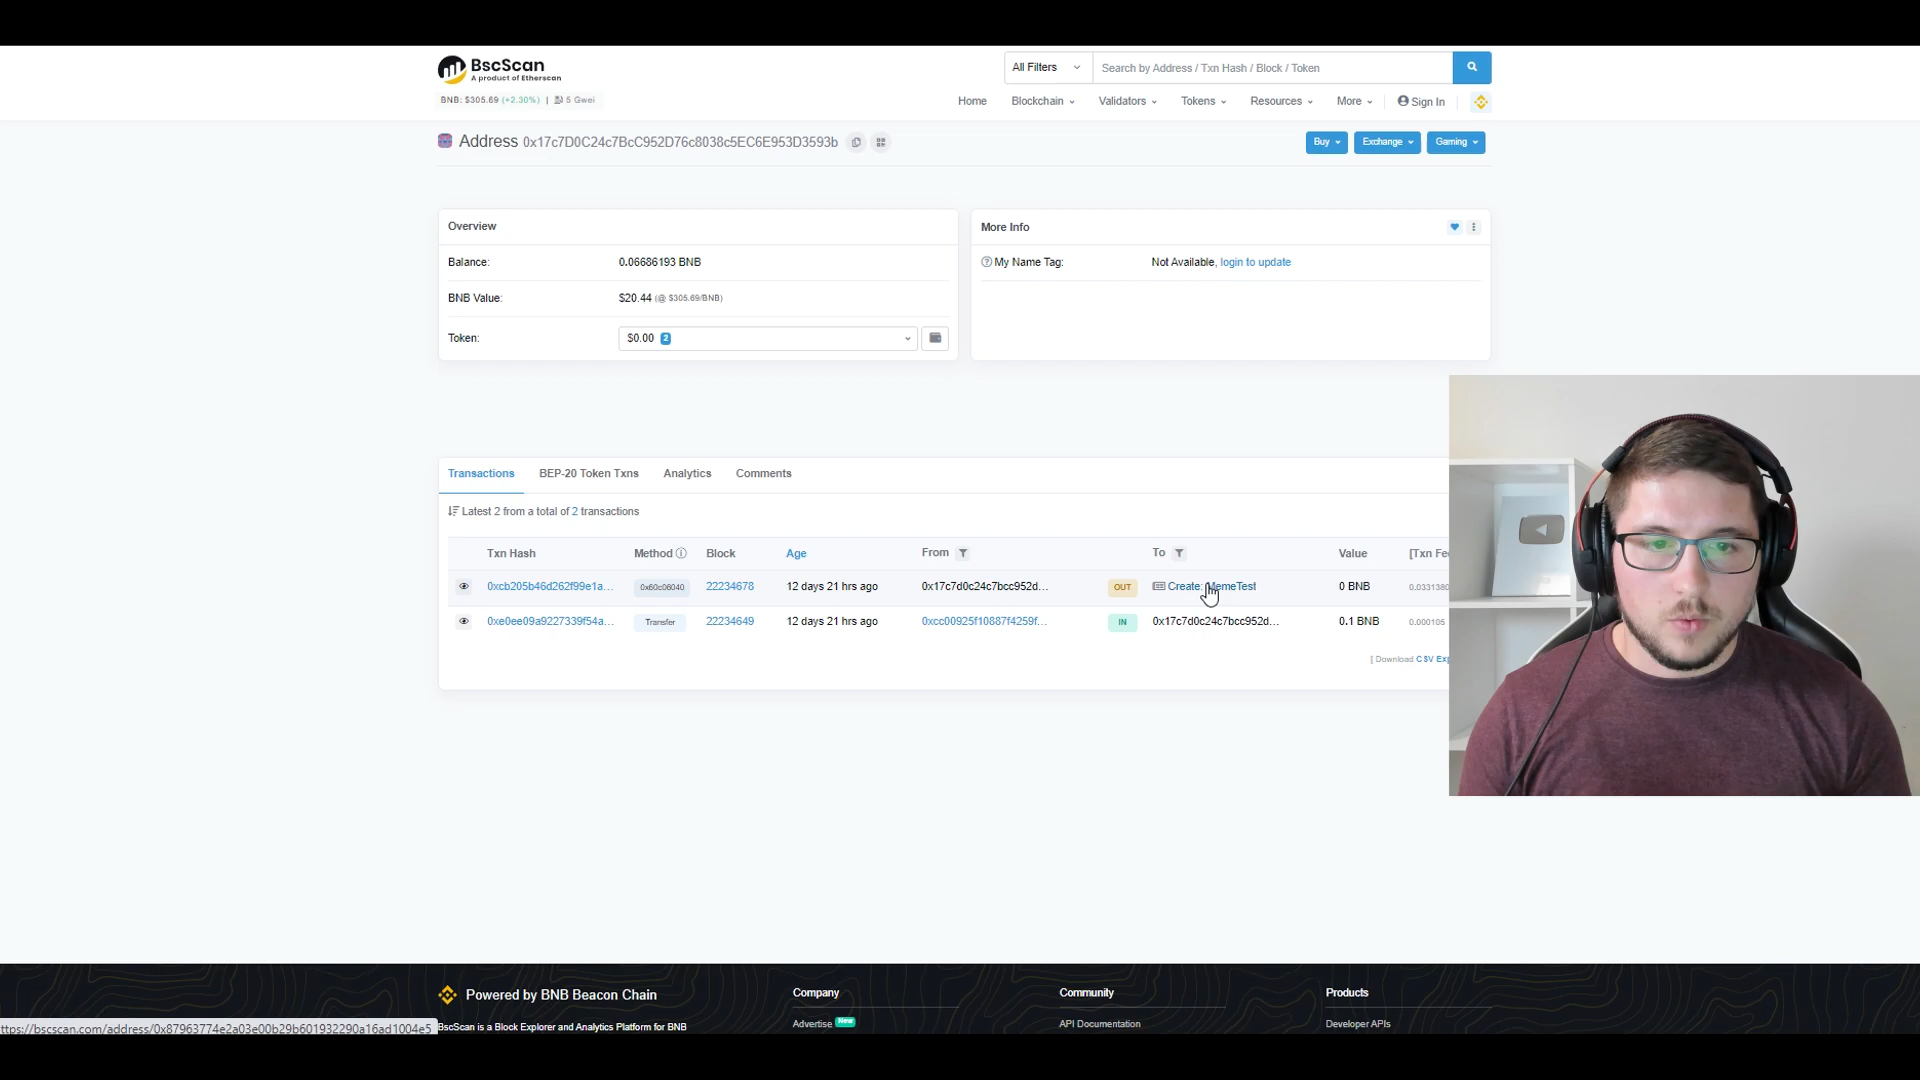 BscScan
A product of Etherscan
All Filters
Search by Address / Txn Hash / Block / Token
BNB: $305.69 (+2.30%) | 5 Gwei
Home Blockchain Validators Tokens Resources More Sign In
Address 0x17c7D0C24c7BcC952D76c8038c5EC6E953D3593b
Buy Exchange Gaming
Overview
Balance: 0.06686193 BNB
BNB Value: $20.44 (@ $305.69/BNB)
Token: $0.00 2
More Info
My Name Tag: Not Available, login to update
Transactions BEP-20 Token Txns Analytics Comments
Latest 2 from a total of 2 transactions
Txn Hash Method Block Age From To Value [Txn Fe
0xcb205b46d262f99e1a... 0x60c06040 22234678 12 days 21 hrs ago 0x17c7d0c24c7bcc952d... OUT Create: MemeTest 0 BNB 0.0331380
0xe0ee09a9227339f54a... Transfer 22234649 12 days 21 hrs ago 0xcc00925f10887f4259f... IN 0x17c7d0c24c7bcc952d... 0.1 BNB 0.000105
[ Download CSV Exp
Powered by BNB Beacon Chain
BscScan is a Block Explorer and Analytics Platform for BNB
Company
Advertise New
Community
API Documentation
Products
Developer APIs
ttps://bscscan.com/address/0x87963774e2a03e00b29b601932290a16ad1004e5